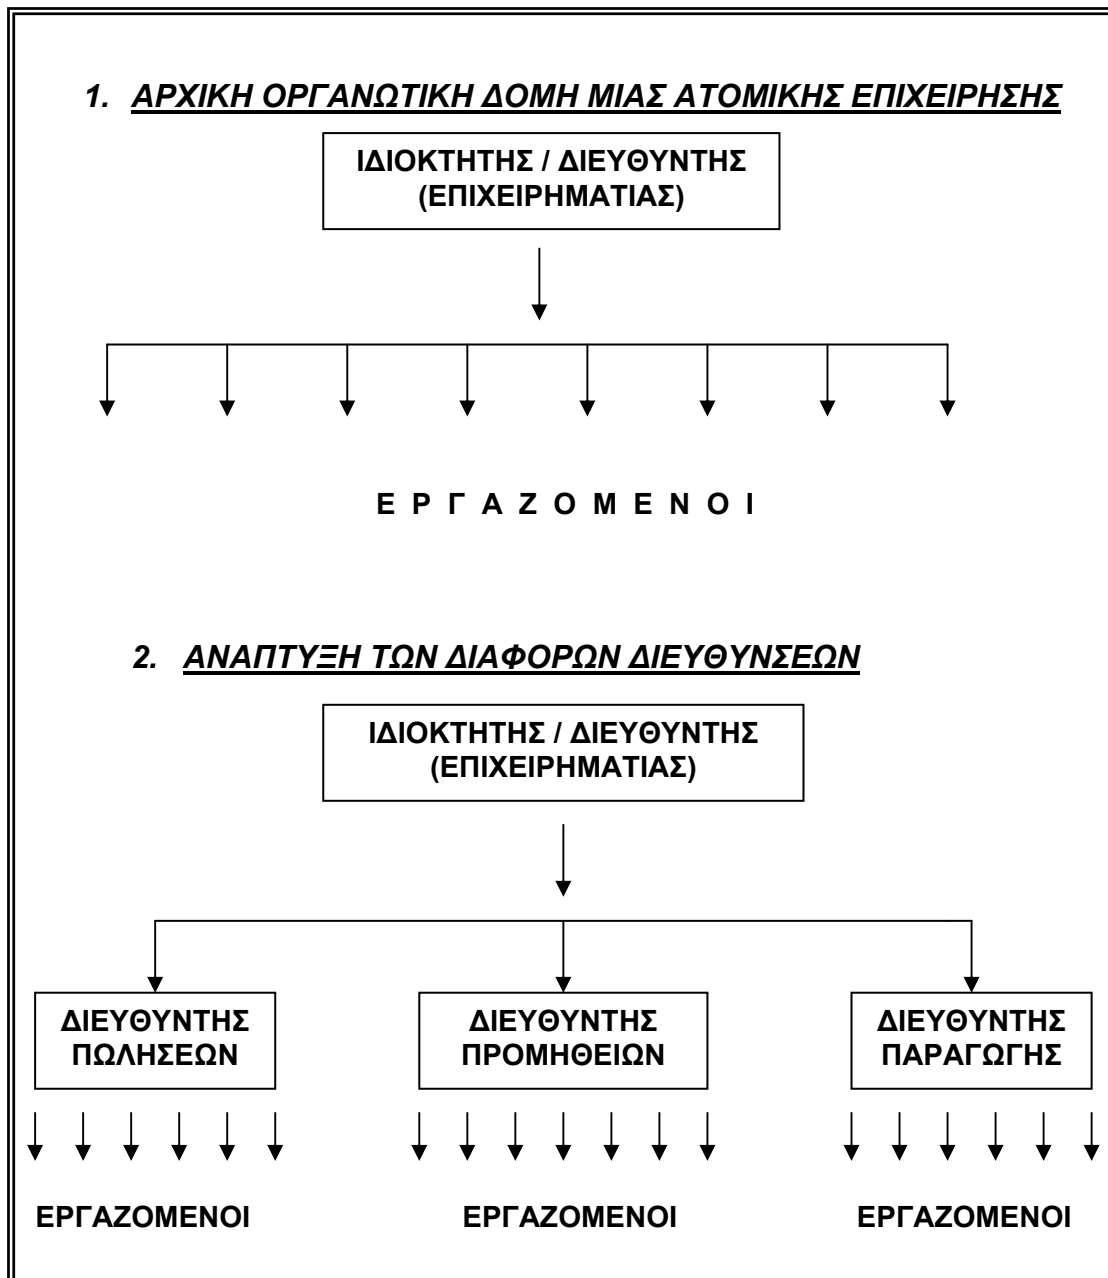 1. ΑΡΧΙΚΗ ΟΡΓΑΝΩΤΙΚΗ ΔΟΜΗ ΜΙΑΣ ΑΤΟΜΙΚΗΣ ΕΠΙΧΕΙΡΗΣΗΣ
ΙΔΙΟΚΤΗΤΗΣ / ΔΙΕΥΘΥΝΤΗΣ
(ΕΠΙΧΕΙΡΗΜΑΤΙΑΣ)
Ε Ρ Γ Α Ζ Ο Μ Ε Ν Ο Ι
2. ΑΝΑΠΤΥΞΗ ΤΩΝ ΔΙΑΦΟΡΩΝ ΔΙΕΥΘΥΝΣΕΩΝ
ΙΔΙΟΚΤΗΤΗΣ / ΔΙΕΥΘΥΝΤΗΣ
(ΕΠΙΧΕΙΡΗΜΑΤΙΑΣ)
ΔΙΕΥΘΥΝΤΗΣ
ΠΩΛΗΣΕΩΝ
ΔΙΕΥΘΥΝΤΗΣ
ΠΡΟΜΗΘΕΙΩΝ
ΔΙΕΥΘΥΝΤΗΣ
ΠΑΡΑΓΩΓΗΣ
ΕΡΓΑΖΟΜΕΝΟΙ
ΕΡΓΑΖΟΜΕΝΟΙ
ΕΡΓΑΖΟΜΕΝΟΙ